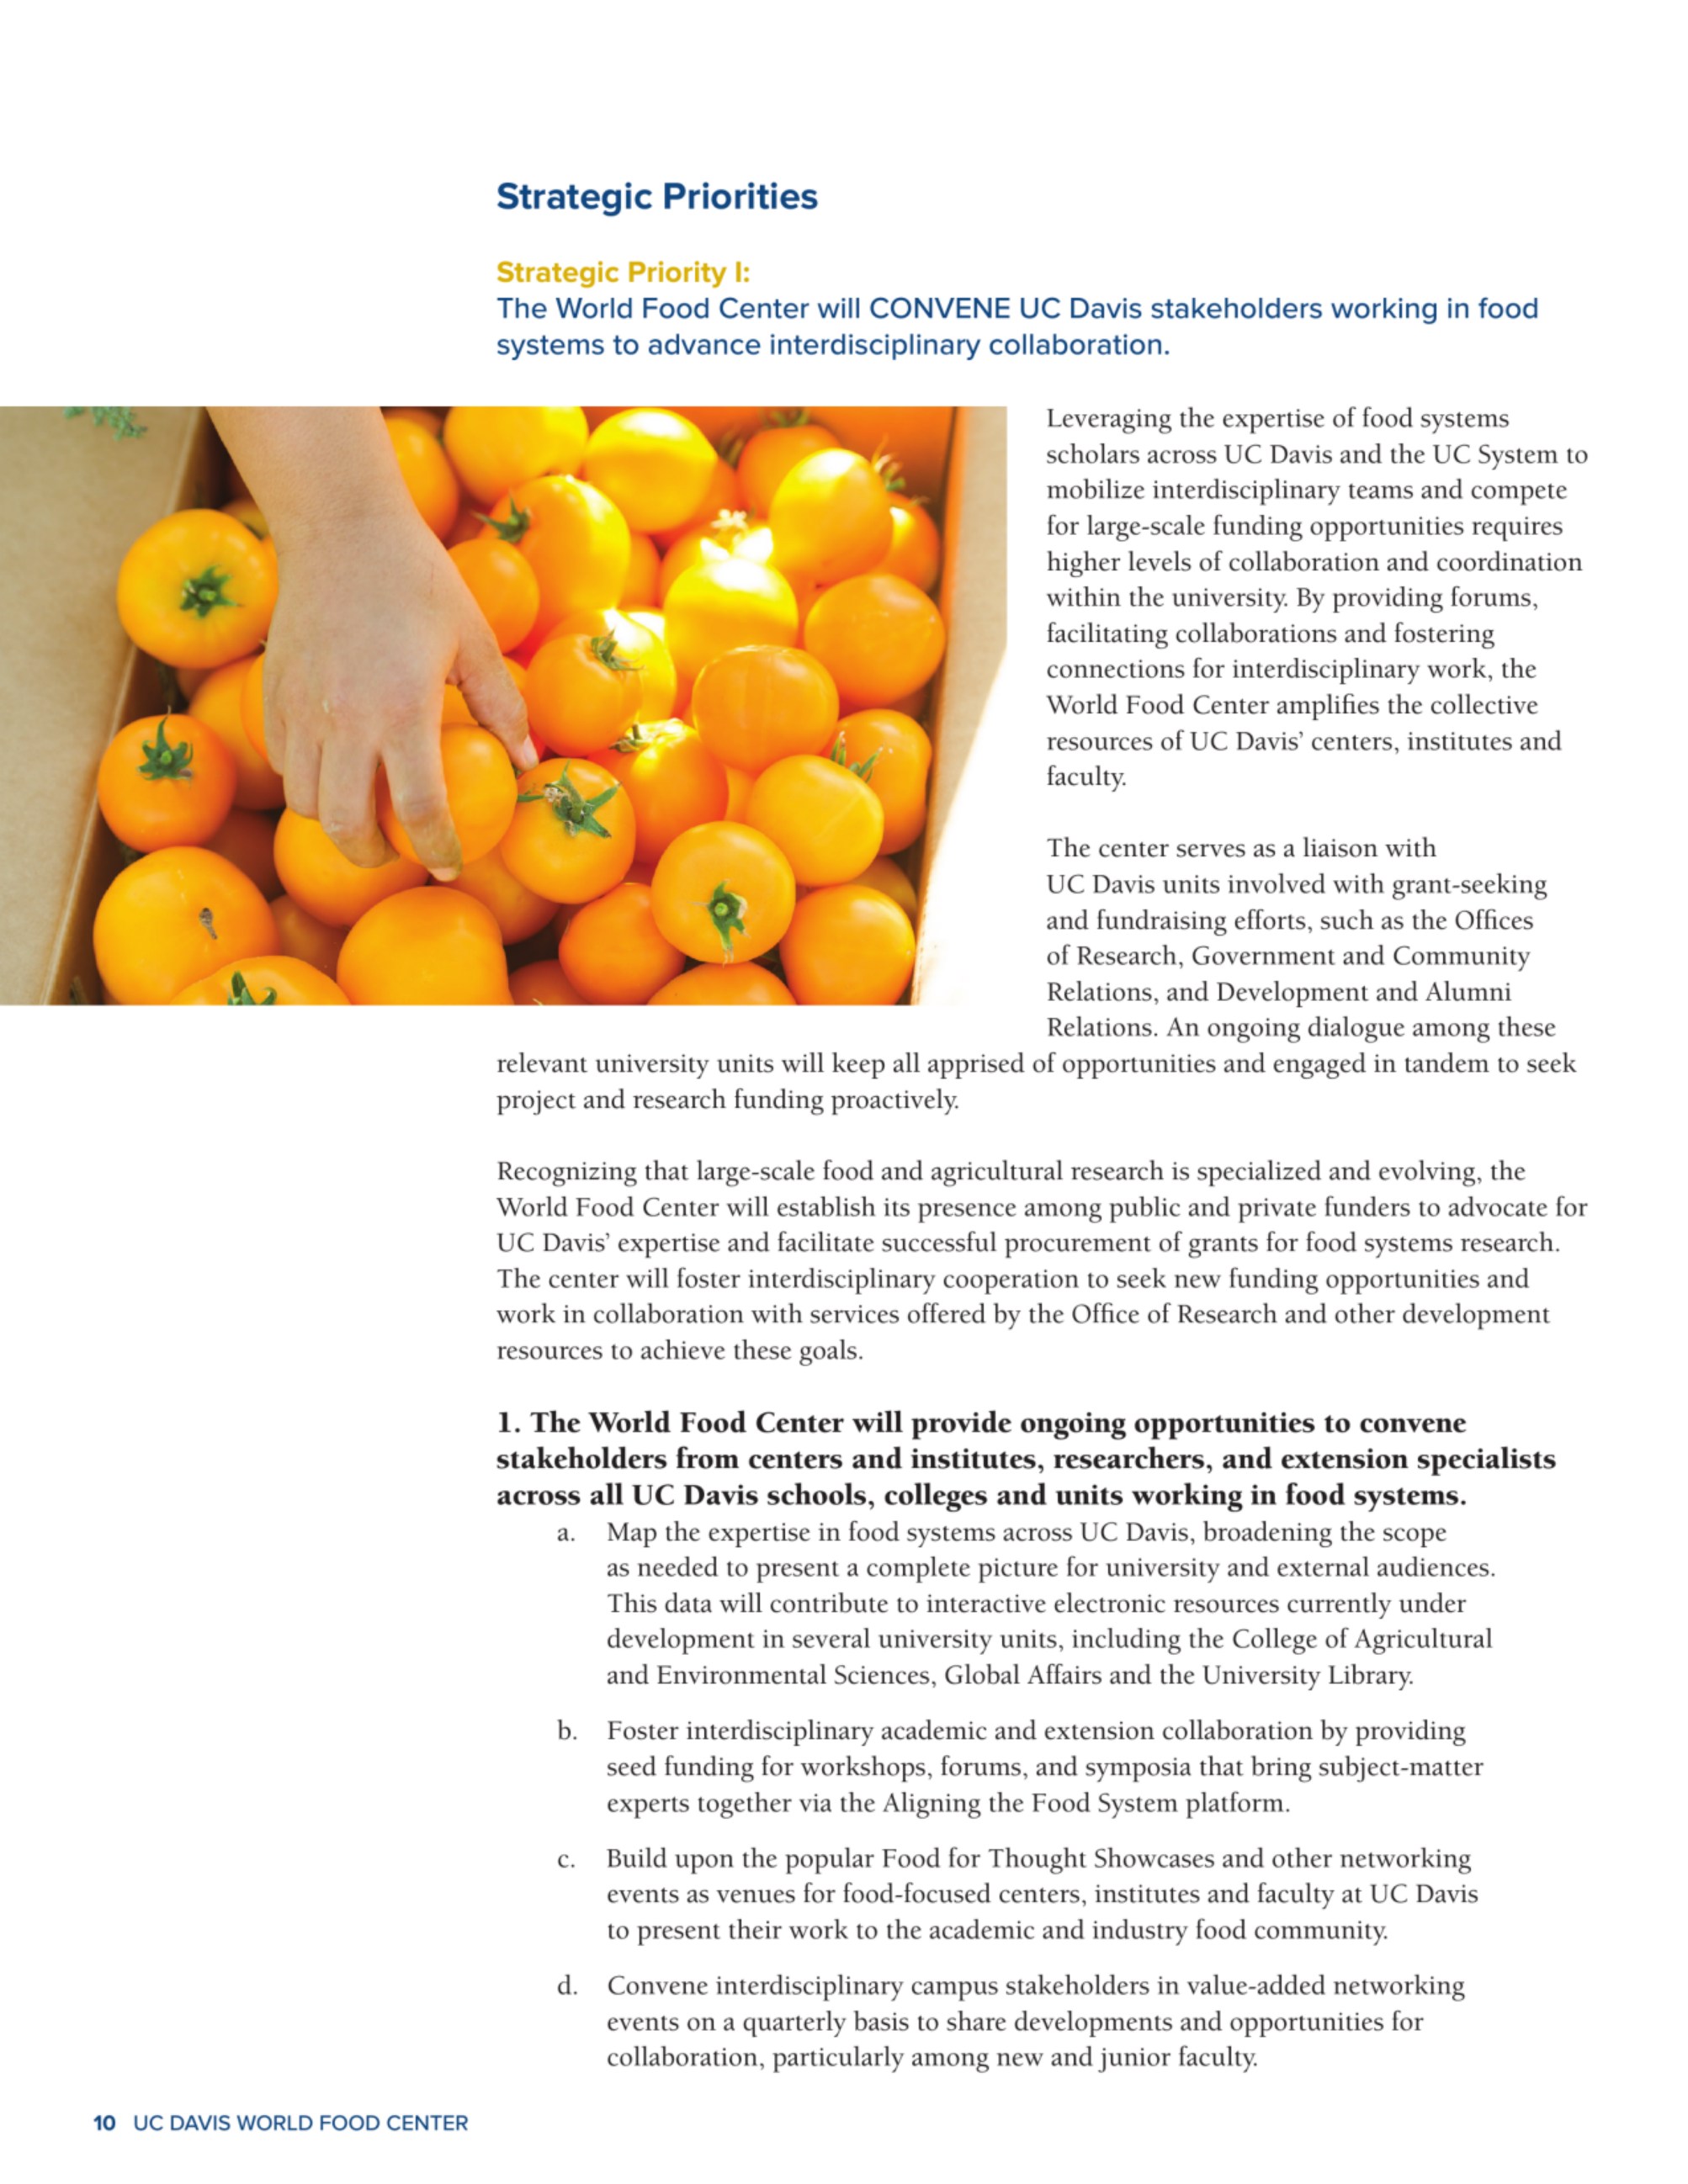 Strategic Priorities
Strategic Priority I:
The World Food Center will CONVENE UC Davis stakeholders working in food
systems to advance interdisciplinary collaboration.
Leveraging the expertise of food systems
scholars across UC Davis and the UC System to
mobilize interdisciplinary teams and compete
for large-scale funding opportunities requires
higher levels of collaboration and coordination
within the university. By providing forums,
facilitating collaborations and fostering
connections for interdisciplinary work, the
World Food Center amplifies the collective
resources of UC Davis’ centers, institutes and
faculty.
The center serves as a liaison with
UC Davis units involved with grant-seeking
and fundraising efforts, such as the Offices
of Research, Government and Community
Relations, and Development and Alumni
Relations. An ongoing dialogue among these
relevant university units will keep all apprised of opportunities and engaged in tandem to seek
project and research funding proactively.
Recognizing that large-scale food and agricultural research is specialized and evolving, the
World Food Center will establish its presence among public and private funders to advocate for
UC Davis’ expertise and facilitate successful procurement of grants for food systems research.
The center will foster interdisciplinary cooperation to seek new funding opportunities and
work in collaboration with services offered by the Office of Research and other development
resources to achieve these goals.
1. The World Food Center will provide ongoing opportunities to convene
stakeholders from centers and institutes, researchers, and extension specialists
across all UC Davis schools, colleges and units working in food systems.
a. Map the expertise in food systems across UC Davis, broadening the scope
as needed to present a complete picture for university and external audiences.
This data will contribute to interactive electronic resources currently under
development in several university units, including the College of Agricultural
and Environmental Sciences, Global Affairs and the University Library.
b. Foster interdisciplinary academic and extension collaboration by providing
seed funding for workshops, forums, and symposia that bring subject-matter
experts together via the Aligning the Food System platform.
c. Build upon the popular Food for Thought Showcases and other networking
events as venues for food-focused centers, institutes and faculty at UC Davis
to present their work to the academic and industry food community.
d. Convene interdisciplinary campus stakeholders in value-added networking
events on a quarterly basis to share developments and opportunities for
collaboration, particularly among new and junior faculty.
10 UC DAVIS WORLD FOOD CENTER